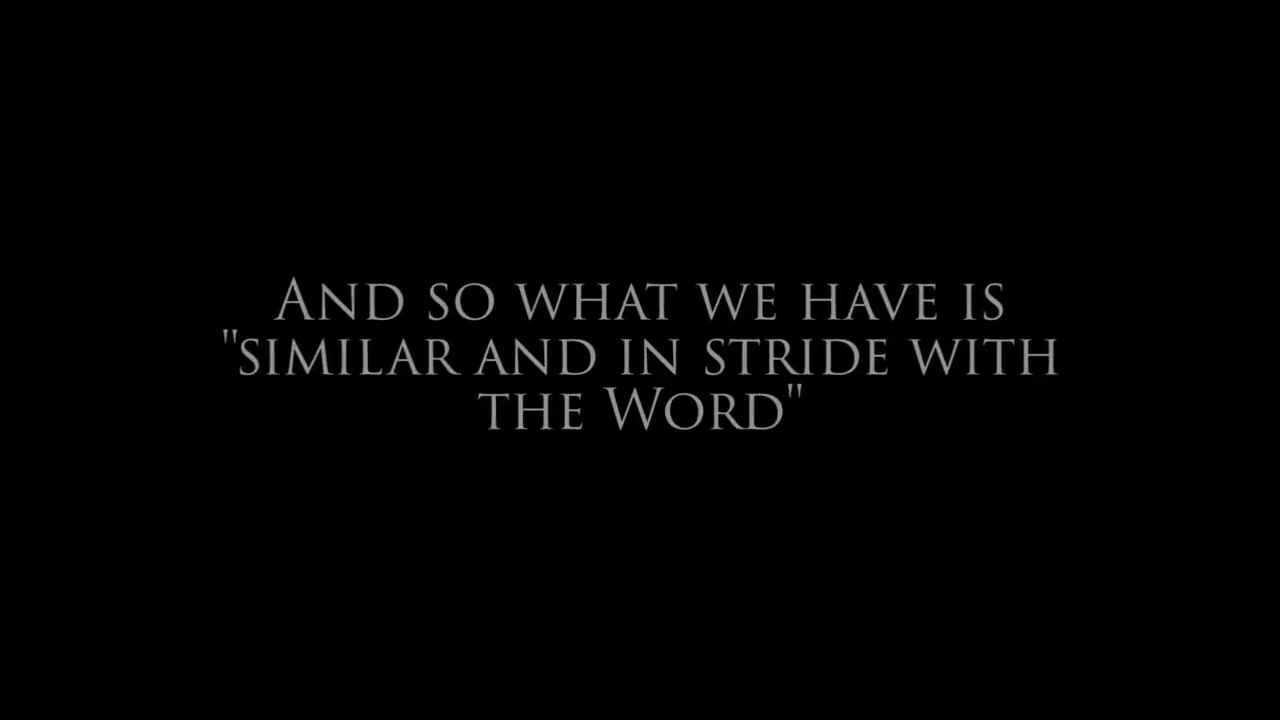 And so what we have is
"similar and in stride with
the Word"